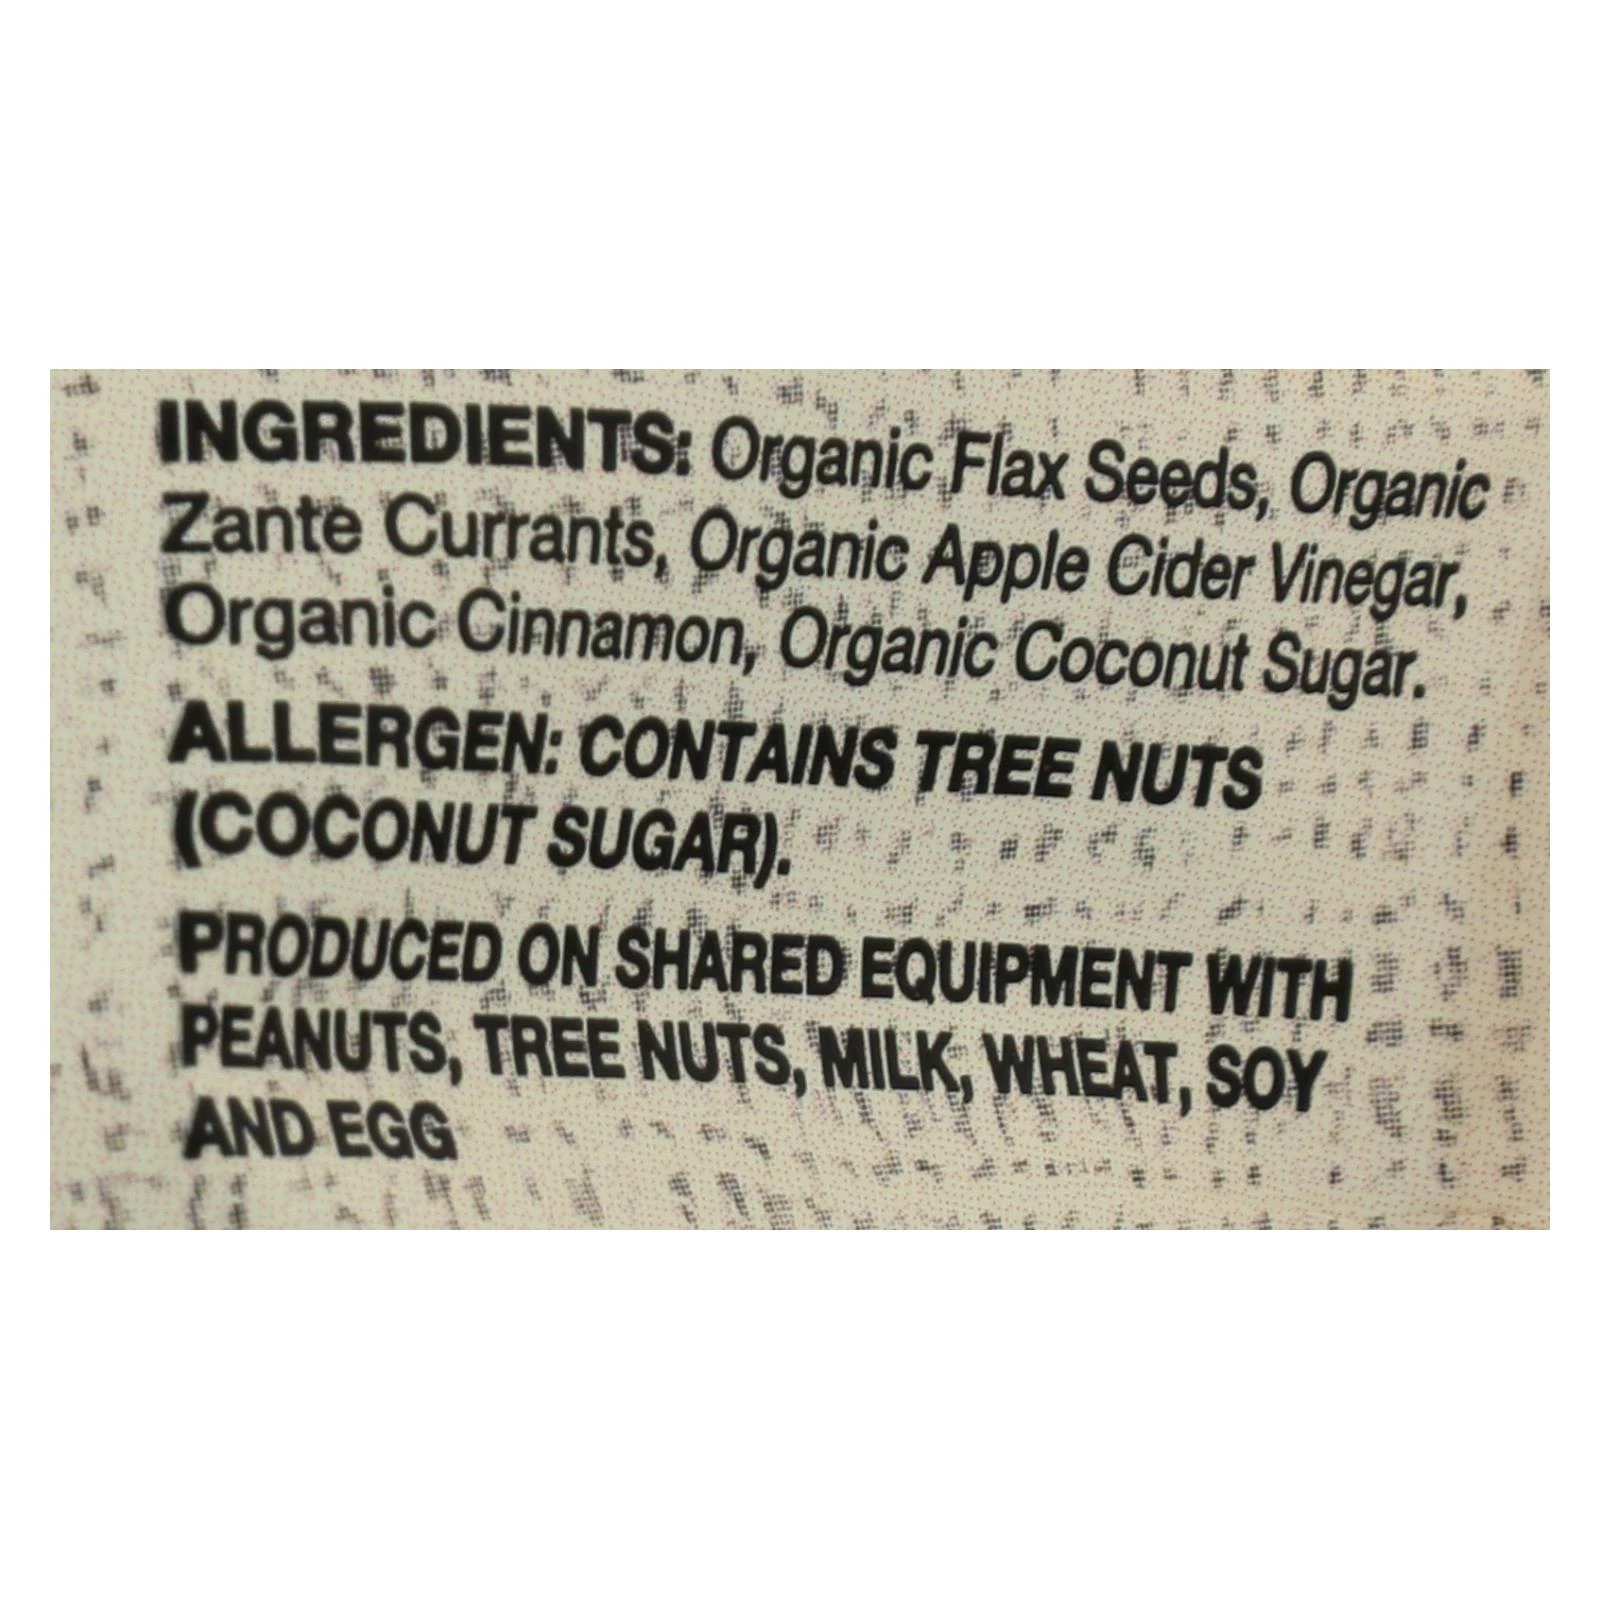 INGREDIENTS: Organic Flax Seeds, Organic
Zante Currants, Organic Apple Cider Vinegar,
Organic Cinnamon, Organic Coconut Sugar.
ALLERGEN: CONTAINS TREE NUTS
(COCONUT SUGAR).
PRODUCED ON SHARED EQUIPMENT WITH
PEANUTS, TREE NUTS, MILK, WHEAT, SOY
AND EGG